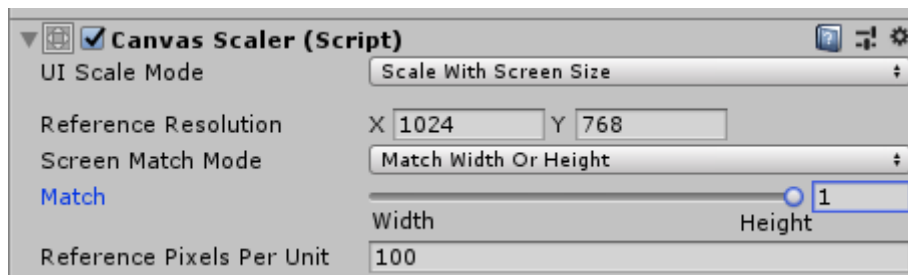 Canvas Scaler (Script)
UI Scale Mode Scale With Screen Size
Reference Resolution X 1024 Y 768
Screen Match Mode Match Width Or Height
Match 1
Width Height
Reference Pixels Per Unit 100